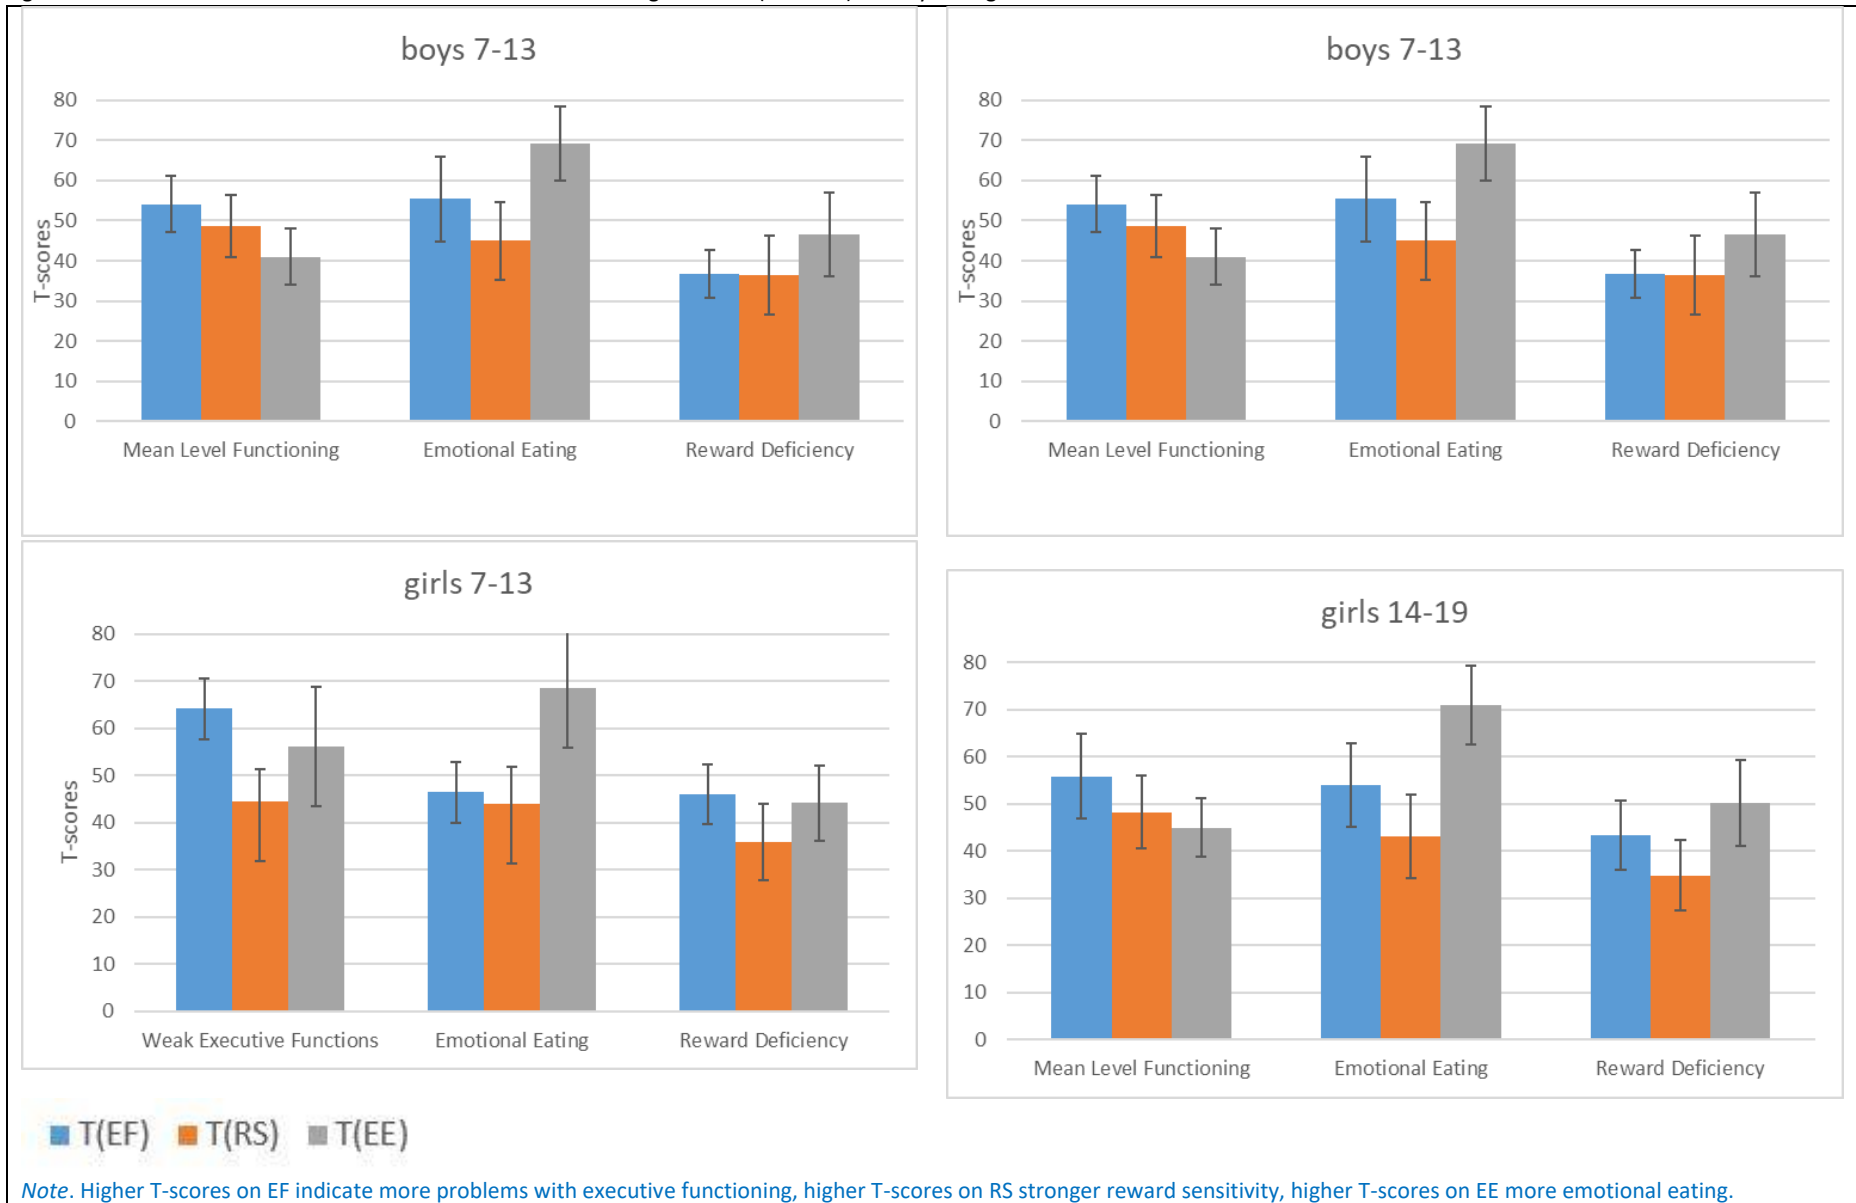 boys 7-13
80
70
60
50
40
30
20
10
0
T-scores
Mean Level Functioning Emotional Eating Reward Deficiency
boys 7-13
80
70
60
50
40
30
20
10
0
T-scores
Mean Level Functioning Emotional Eating Reward Deficiency
girls 7-13
80
70
60
50
40
30
20
10
0
T-scores
Weak Executive Functions Emotional Eating Reward Deficiency
girls 14-19
80
70
60
50
40
30
20
10
0
Mean Level Functioning Emotional Eating Reward Deficiency
T(EF) T(RS) T(EE)
Note. Higher T-scores on EF indicate more problems with executive functioning, higher T-scores on RS stronger reward sensitivity, higher T-scores on EE more emotional eating.